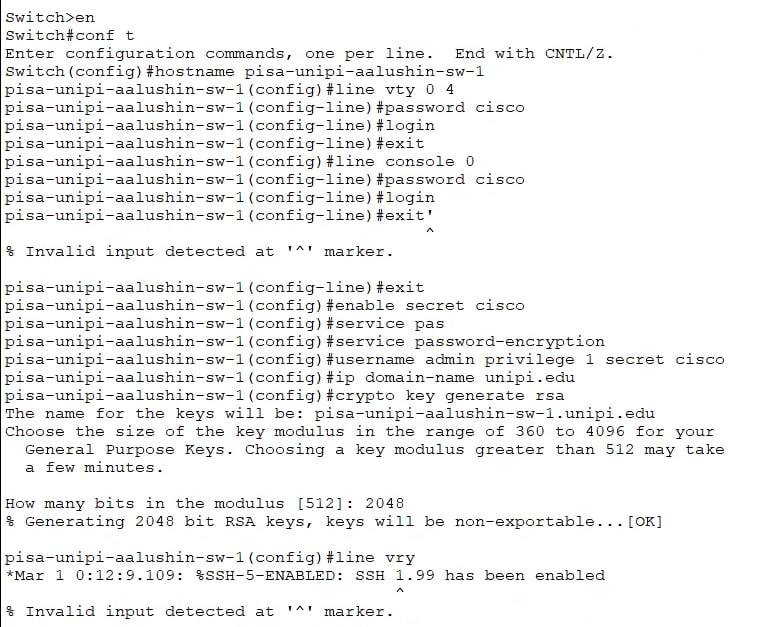 Switch>en
Switch#conf t
Enter configuration commands, one per line.  End with CNTL/Z.
Switch(config)#hostname pisa-unipi-aalushin-sw-1
pisa-unipi-aalushin-sw-1(config)#line vty 0 4
pisa-unipi-aalushin-sw-1(config-line)#password cisco
pisa-unipi-aalushin-sw-1(config-line)#login
pisa-unipi-aalushin-sw-1(config-line)#exit
pisa-unipi-aalushin-sw-1(config)#line console 0
pisa-unipi-aalushin-sw-1(config-line)#password cisco
pisa-unipi-aalushin-sw-1(config-line)#login
pisa-unipi-aalushin-sw-1(config-line)#exit'
                                          ^
% Invalid input detected at '^' marker.

pisa-unipi-aalushin-sw-1(config-line)#exit
pisa-unipi-aalushin-sw-1(config)#enable secret cisco
pisa-unipi-aalushin-sw-1(config)#service pas
pisa-unipi-aalushin-sw-1(config)#service password-encryption
pisa-unipi-aalushin-sw-1(config)#username admin privilege 1 secret cisco
pisa-unipi-aalushin-sw-1(config)#ip domain-name unipi.edu
pisa-unipi-aalushin-sw-1(config)#crypto key generate rsa
The name for the keys will be: pisa-unipi-aalushin-sw-1.unipi.edu
Choose the size of the key modulus in the range of 360 to 4096 for your
  General Purpose Keys. Choosing a key modulus greater than 512 may take
  a few minutes.

How many bits in the modulus [512]: 2048
% Generating 2048 bit RSA keys, keys will be non-exportable...[OK]

pisa-unipi-aalushin-sw-1(config)#line vry
*Mar 1 0:12:9.109: %SSH-5-ENABLED: SSH 1.99 has been enabled
                                       ^
% Invalid input detected at '^' marker.